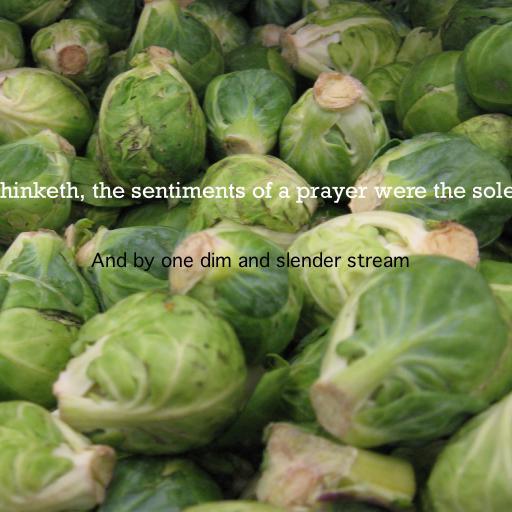 hinketh, the sentiments of a prayer were the sole
And by one dim and slender stream